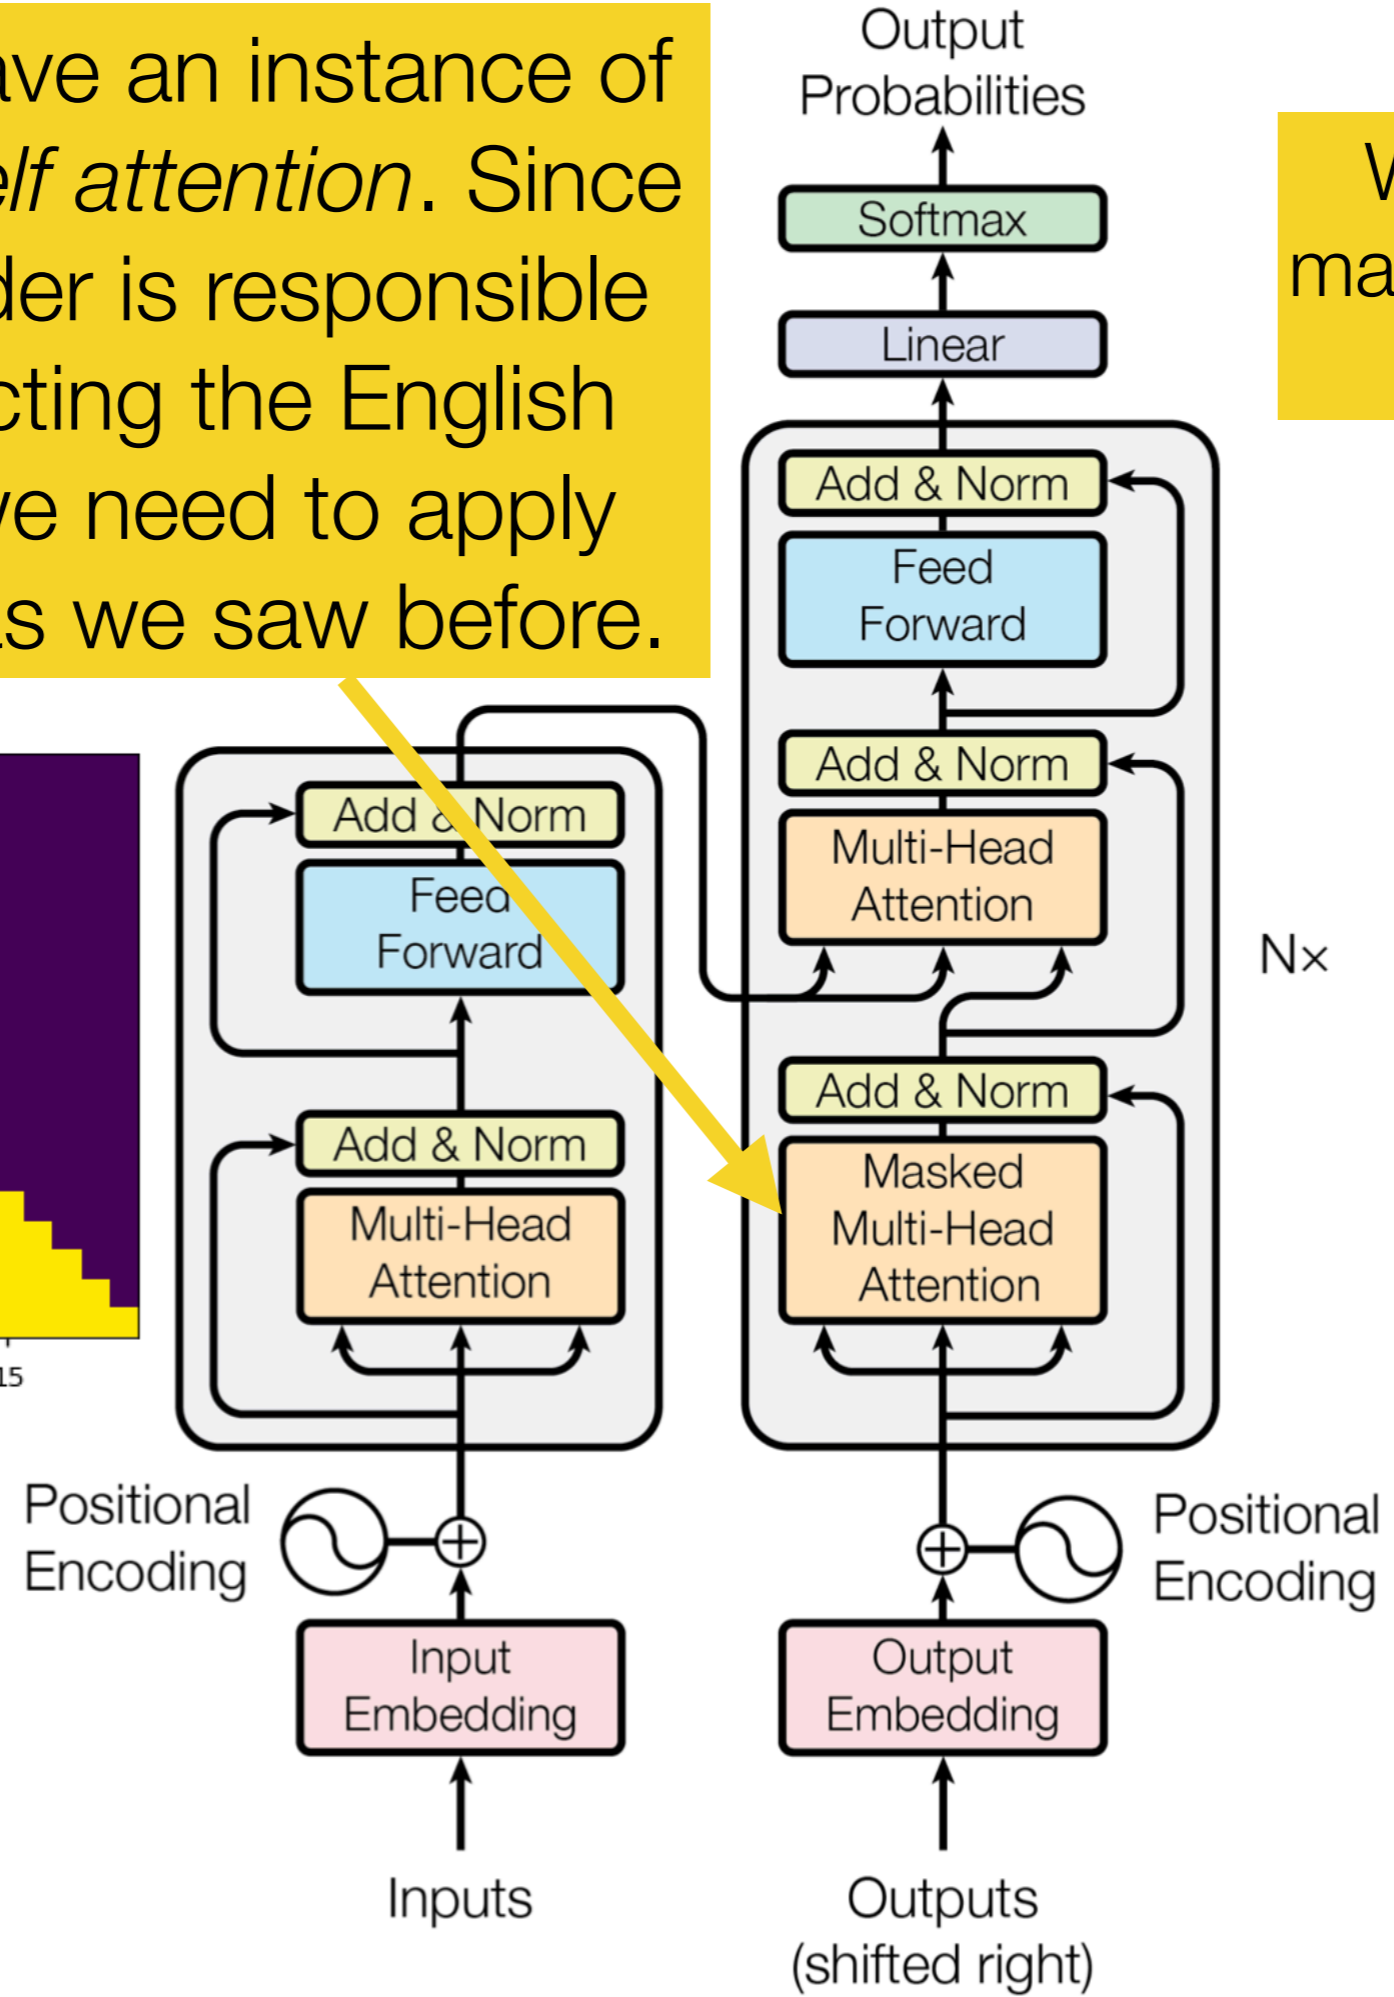 ave an instance of
elf attention. Since
der is responsible
cting the English
we need to apply
as we saw before.
Output
Probabilities
Softmax
Linear
Add & Norm
Feed
Forward
Add & Norm
Multi-Head
Attention
Add & Norm
Masked
Multi-Head
Attention
N×
W
ma
Add & Norm
Feed
Forward
Add & Norm
Multi-Head
Attention
15
Positional
Encoding
Positional
Encoding
Input
Embedding
Output
Embedding
Inputs
Outputs
(shifted right)